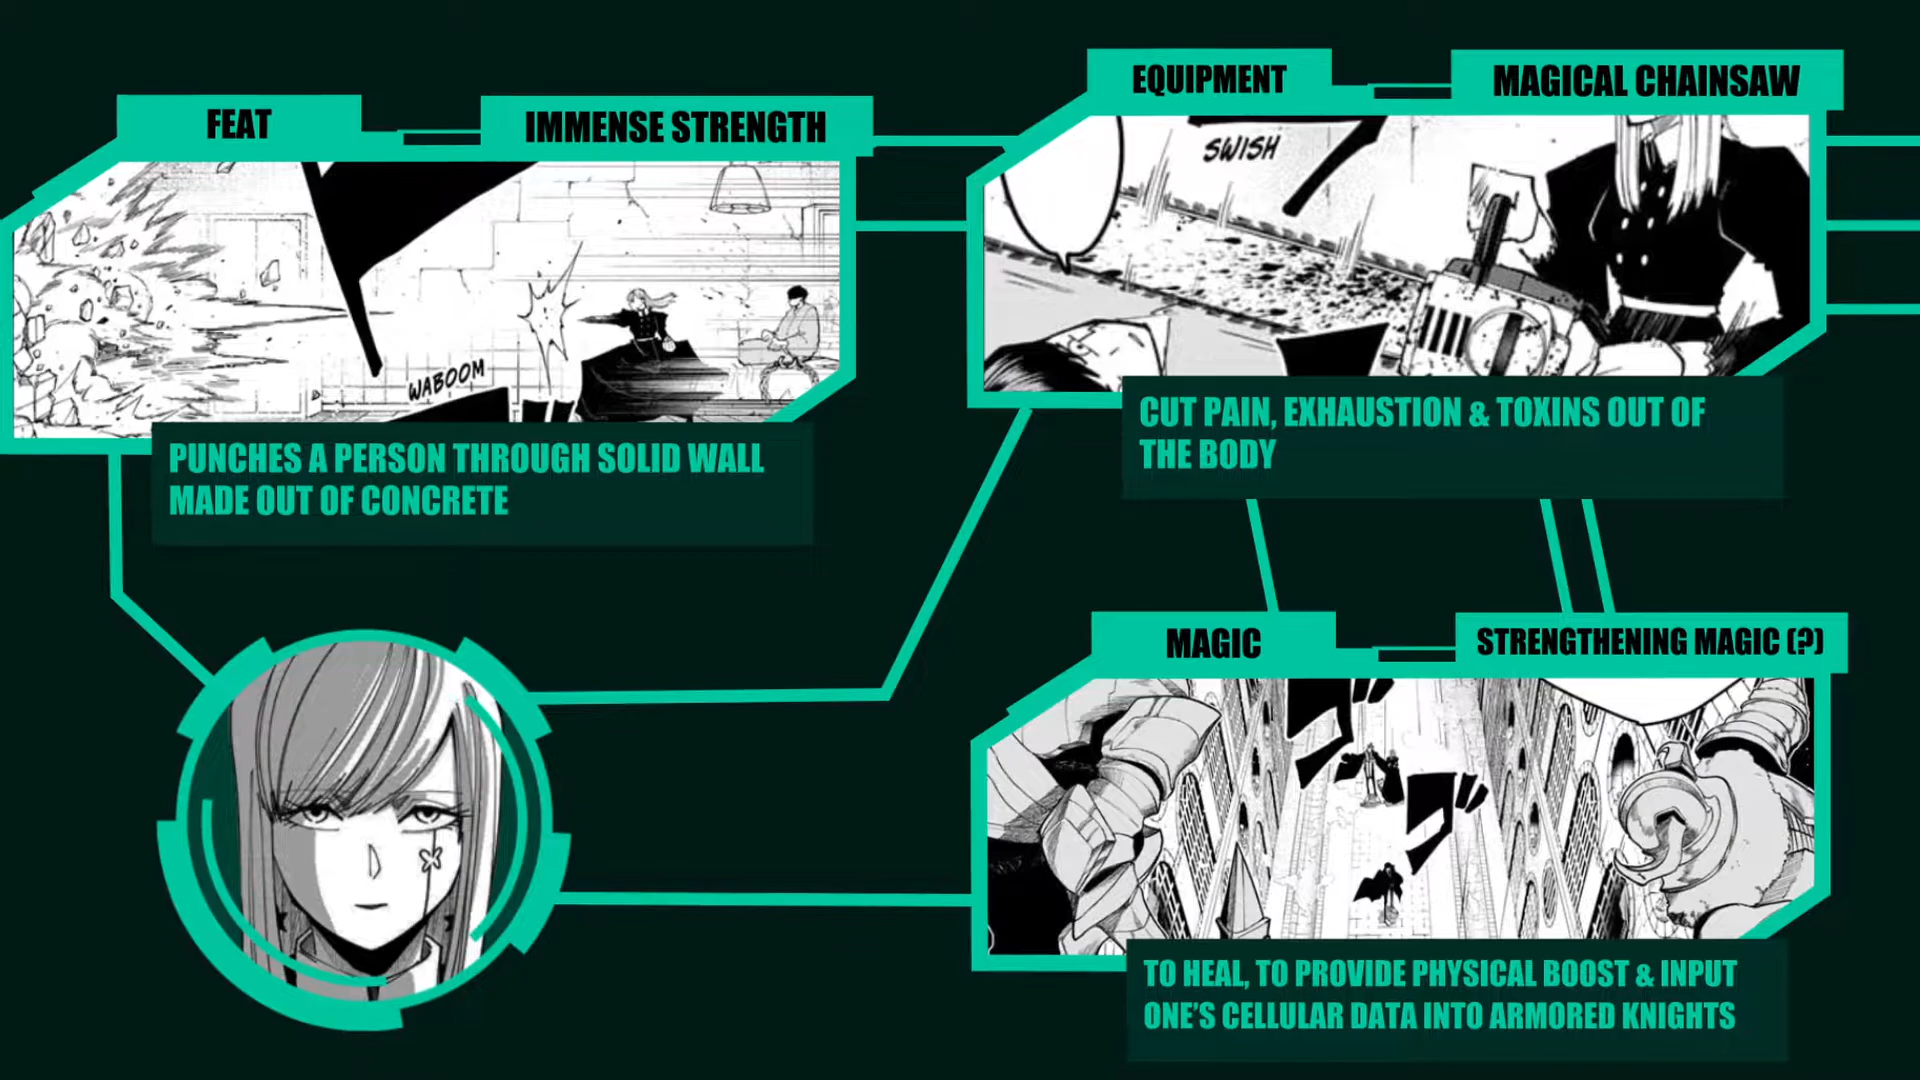 FEAT
IMMENSE STRENGTH
WABOOM
PUNCHES A PERSON THROUGH SOLID WALL
MADE OUT OF CONCRETE
EQUIPMENT
MAGICAL CHAINSAW
SWISH
CUT PAIN, EXHAUSTION & TOXINS OUT OF
THE BODY
MAGIC
STRENGTHENING MAGIC (?)
TO HEAL, TO PROVIDE PHYSICAL BOOST & INPUT
ONE'S CELLULAR DATA INTO ARMORED KNIGHTS